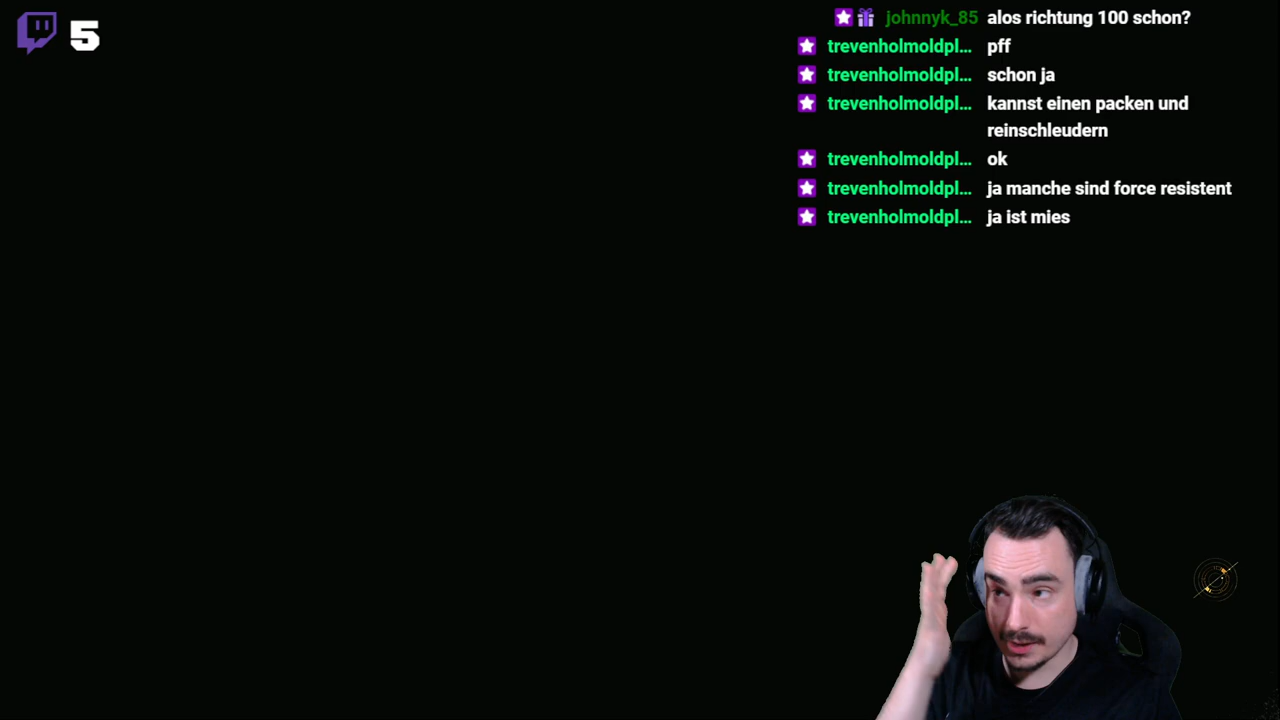 5
johnnyk_85 alos richtung 100 schon?
trevenholmoldpl... pff
trevenholmoldpl... schon ja
trevenholmoldpl... kannst einen packen und
reinschleudern
trevenholmoldpl... ok
trevenholmoldpl... ja manche sind force resistent
trevenholmoldpl... ja ist mies